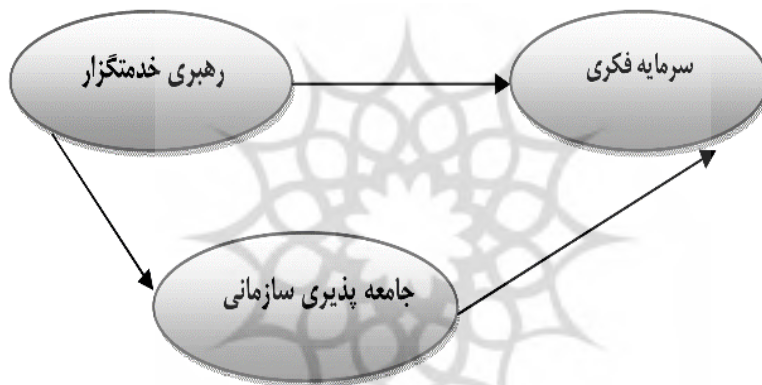 رهبری خدمتگزار
سرمایه فکری
جامعه پذیری سازمانی